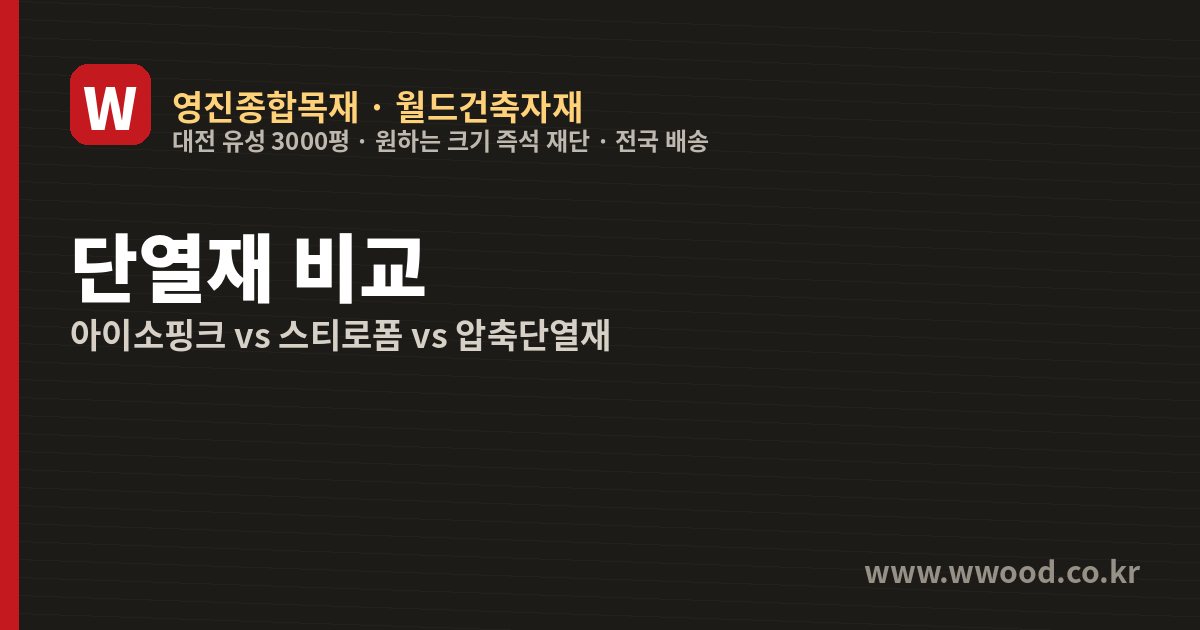 W
영진종합목재 · 월드건축자재
대전 유성 3000평 · 원하는 크기 즉석 재단 · 전국 배송
단열재 비교
아이소핑크 vs 스티로폼 vs 압축단열재
www.wwood.co.kr